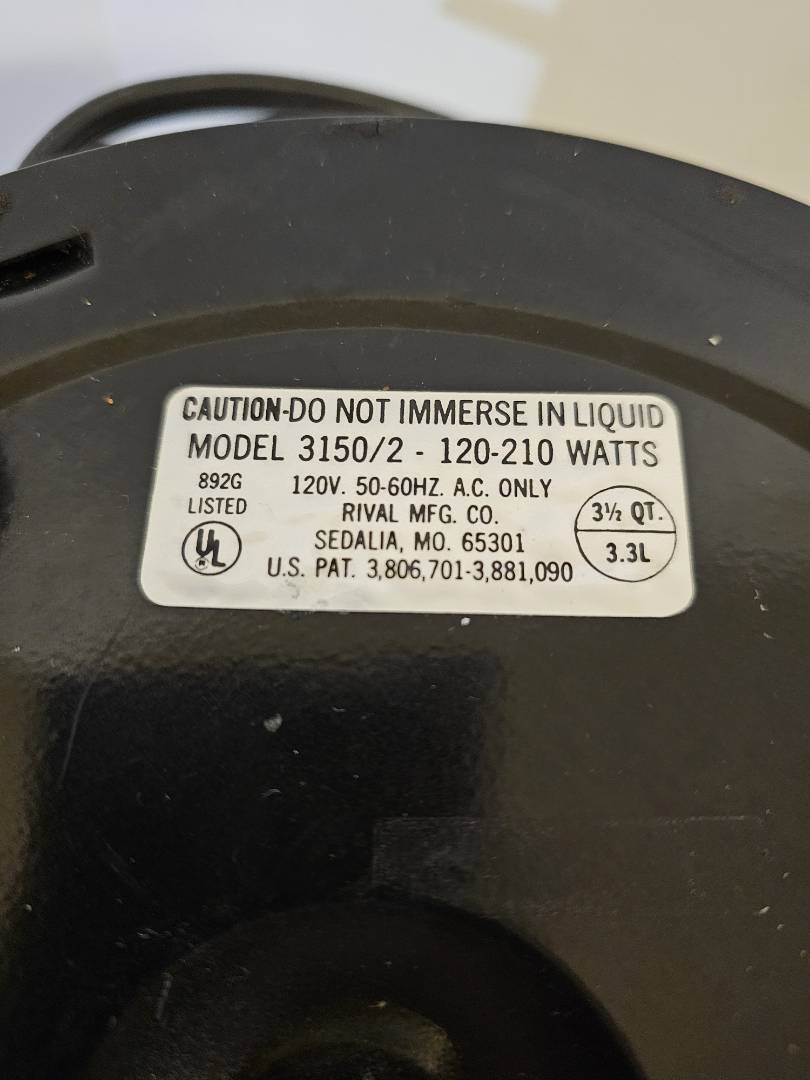 CAUTION-DO NOT IMMERSE IN LIQUID
MODEL 3150/2 - 120-210 WATTS
892G
LISTED
UL
®
120V. 50-60HZ. A.C. ONLY
RIVAL MFG. CO.
SEDALIA, MO. 65301
U.S. PAT. 3,806,701-3,881,090
3½ QT.
3.3L